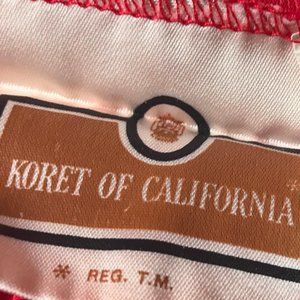 KORET OF CALIFORNIA*
* REG. T.M.